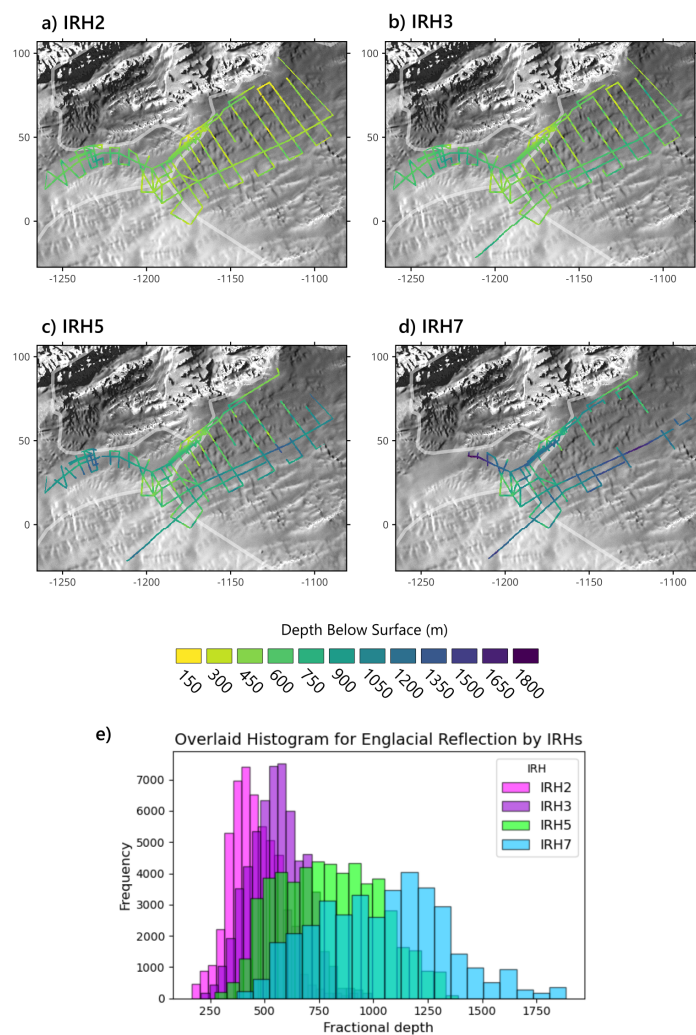 a) IRH2
b) IRH3
100
50
0
-1250 -1200 -1150 -1100
100
50
0
-1250 -1200 -1150 -1100
c) IRH5
d) IRH7
100
50
0
-1250 -1200 -1150 -1100
100
50
0
-1250 -1200 -1150 -1100
Depth Below Surface (m)
150 300 450 600 750 900 1050 1200 1350 1500 1650 1800
e)
Overlaid Histogram for Englacial Reflection by IRHs
IRH
IRH2
IRH3
IRH5
IRH7
Frequency
7000
6000
5000
4000
3000
2000
1000
0
250 500 750 1000 1250 1500 1750
Fractional depth